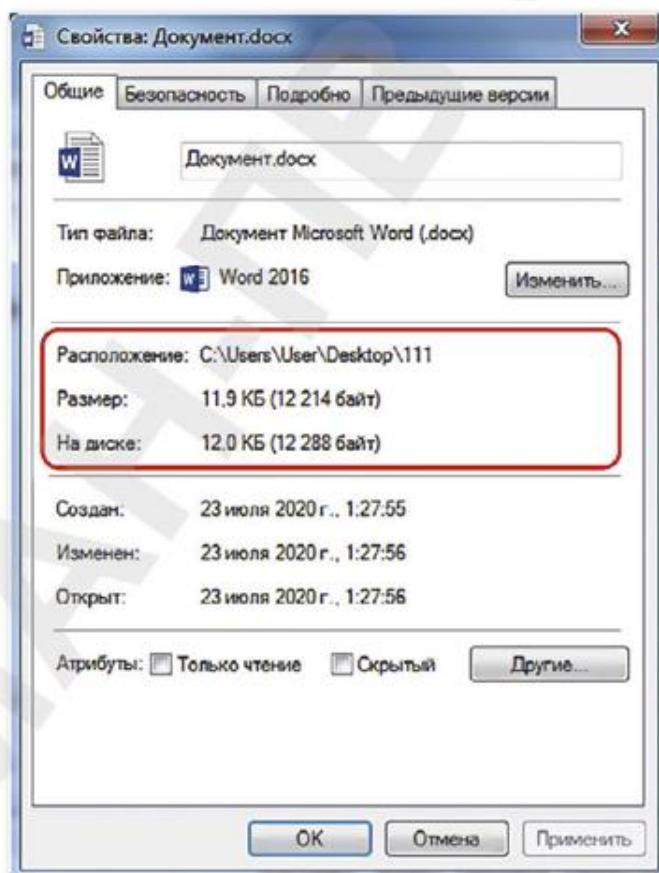 Свойства: Документ.docx
Общие Безопасность Подробно Предыдущие версии
Документ.docx
Тип файла: Документ Microsoft Word (.docx)
Приложение: Word 2016 Изменить...
Расположение: C:\Users\User\Desktop\111
Размер: 11,9 КБ (12 214 байт)
На диске: 12,0 КБ (12 288 байт)
Создан: 23 июля 2020 г., 1:27:55
Изменен: 23 июля 2020 г., 1:27:56
Открыт: 23 июля 2020 г., 1:27:56
Атрибуты: Только чтение Скрытый Другие...
ОК Отмена Применить